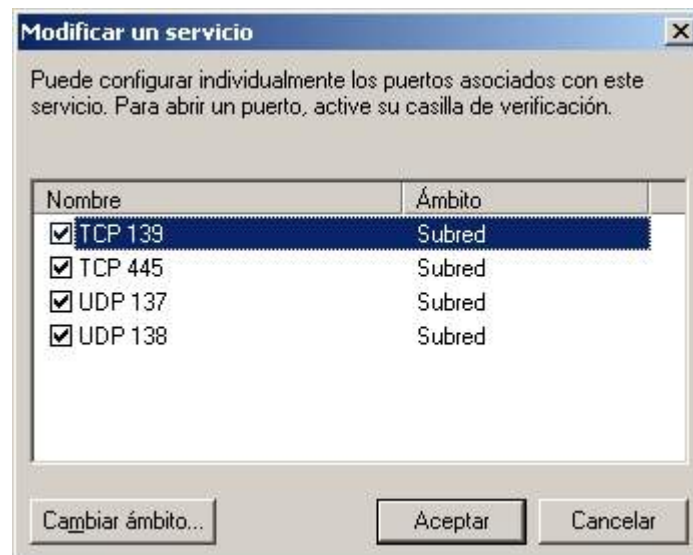 Modificar un servicio
Puede configurar individualmente los puertos asociados con este
servicio. Para abrir un puerto, active su casilla de verificación.
Nombre Ámbito
TCP 139 Subred
TCP 445 Subred
UDP 137 Subred
UDP 138 Subred
Cambiar ámbito... Aceptar Cancelar